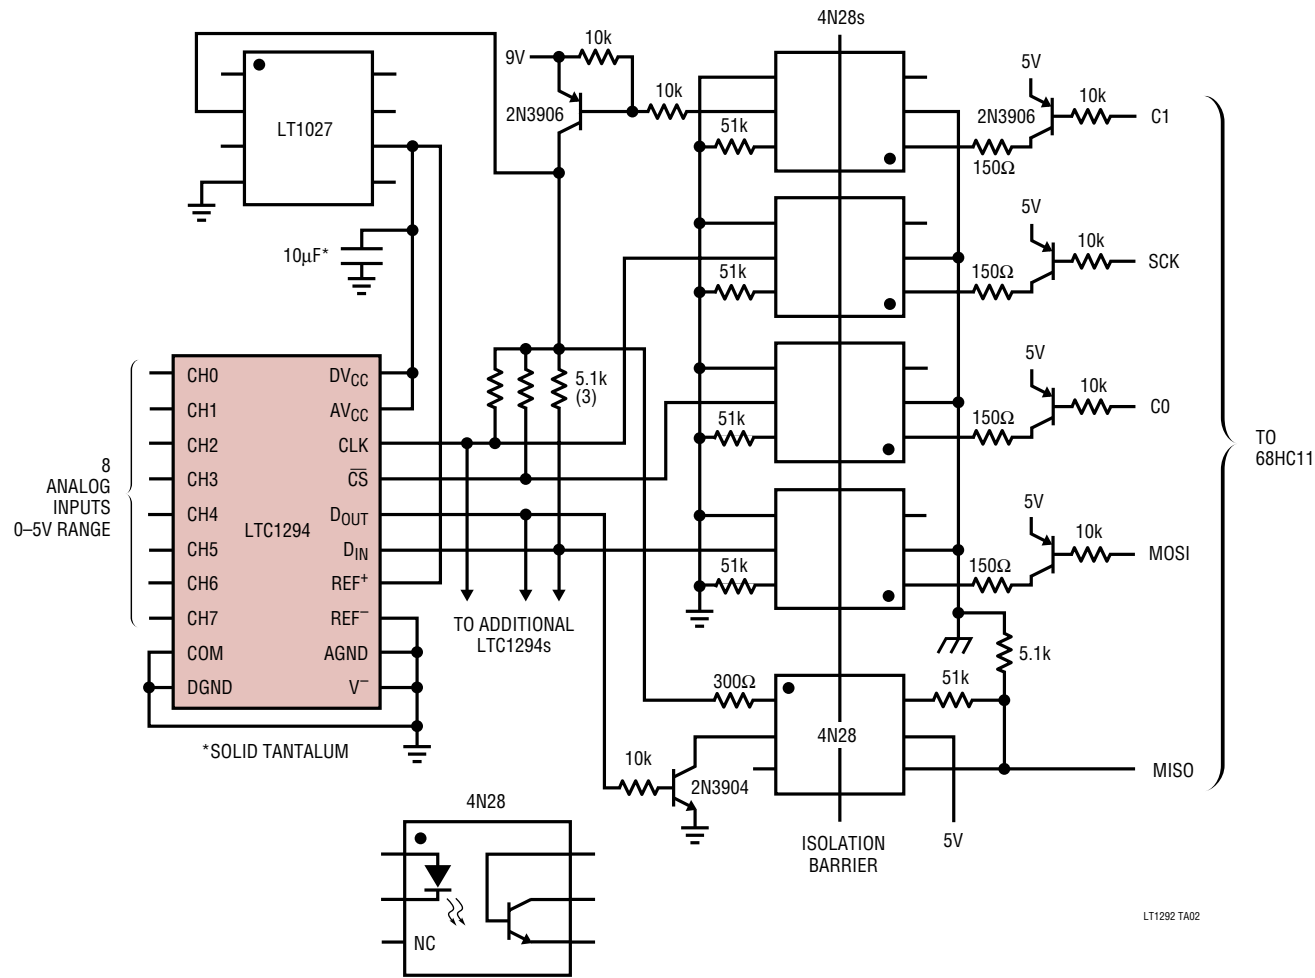 4N28s
10k
9V
5V
2N3906
10k
10k
C1
LT1027
51k
2N3906
150Ω
5V
10k
SCK
10µF*
51k
150Ω
5V
10k
C0
5.1k
(3)
51k
150Ω
8
ANALOG
INPUTS
0–5V RANGE
CH0
CH1
CH2
CH3
CH4
CH5
CH6
CH7
COM
DGND
LTC1294
DVCC
AVCC
CLK
C̅S̅
DOUT
DIN
REF+
REF–
AGND
V–
TO
68HC11
5V
10k
MOSI
51k
150Ω
TO ADDITIONAL
LTC1294s
5.1k
300Ω
51k
4N28
*SOLID TANTALUM
10k
2N3904
MISO
5V
ISOLATION
BARRIER
4N28
NC
LT1292 TA02